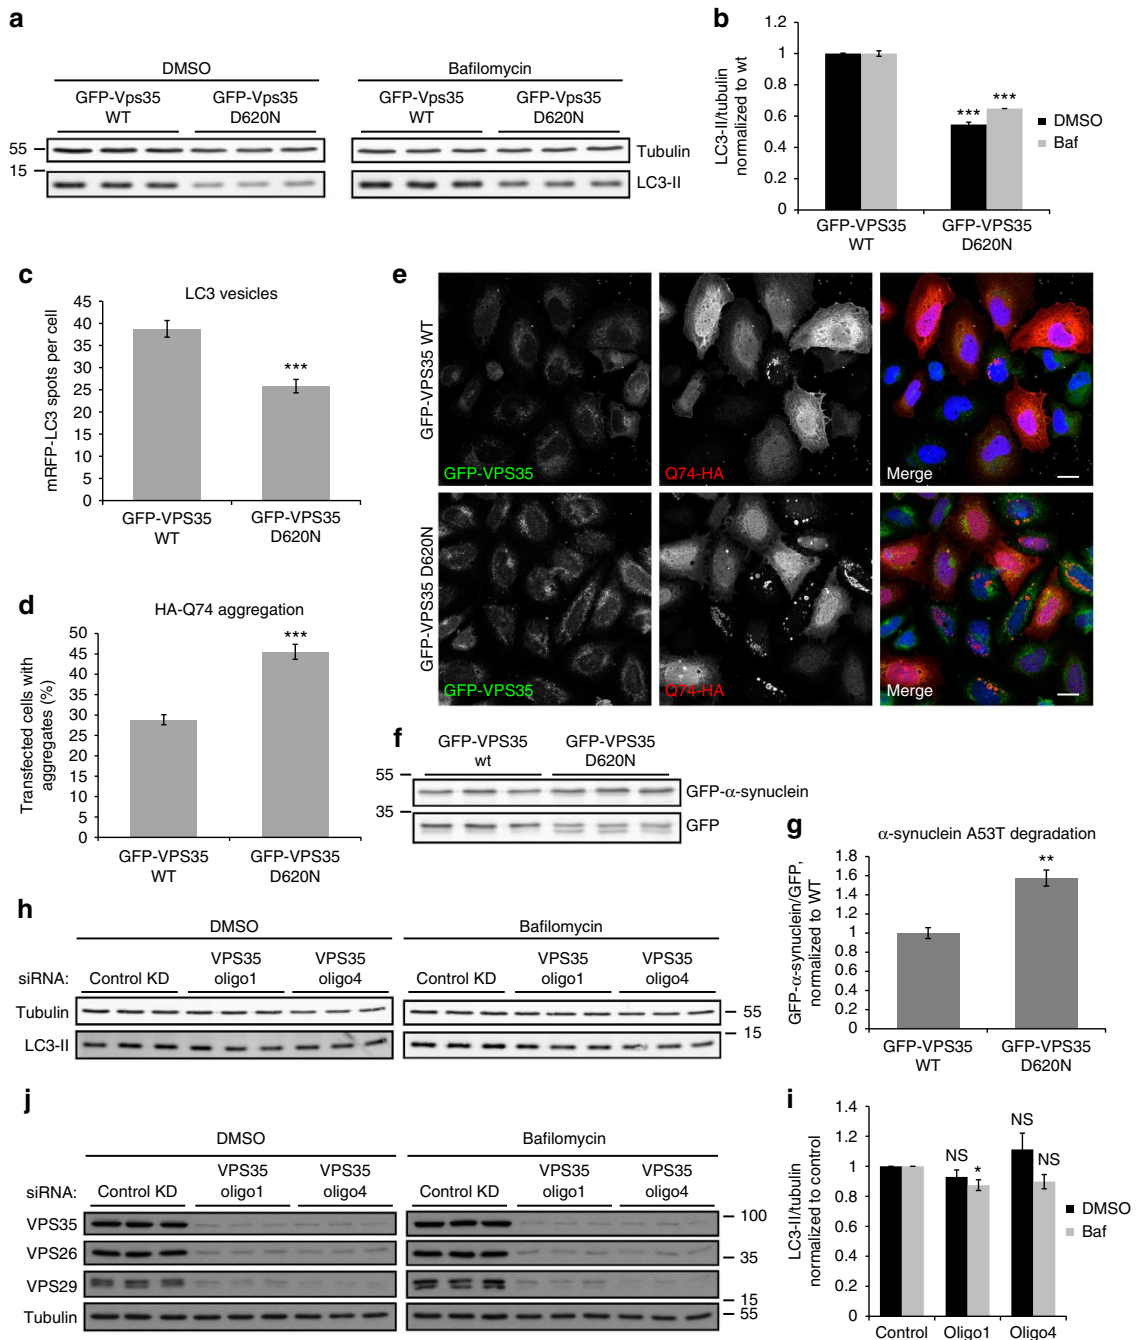 a
DMSO
Bafilomycin
GFP-Vps35
WT
GFP-Vps35
D620N
GFP-Vps35
WT
GFP-Vps35
D620N
55
15
Tubulin
LC3-II
b
LC3-II/tubulin
normalized to wt
1.2
1
0.8
0.6
0.4
0.2
0
***
***
DMSO
Baf
GFP-VPS35
WT
GFP-VPS35
D620N
c
LC3 vesicles
mRFP-LC3 spots per cell
45
40
35
30
25
20
15
10
5
0
***
GFP-VPS35
WT
GFP-VPS35
D620N
d
HA-Q74 aggregation
Transfected cells with
aggregates (%)
50
45
40
35
30
25
20
15
10
5
0
***
GFP-VPS35
WT
GFP-VPS35
D620N
e
GFP-VPS35 WT
GFP-VPS35
Q74-HA
Merge
GFP-VPS35 D620N
GFP-VPS35
Q74-HA
Merge
f
GFP-VPS35
wt
GFP-VPS35
D620N
55
35
GFP-α-synuclein
GFP
g
α-synuclein A53T degradation
GFP-α-synuclein/GFP,
normalized to WT
1.8
1.6
1.4
1.2
1
0.8
0.6
0.4
0.2
0
**
GFP-VPS35
WT
GFP-VPS35
D620N
h
DMSO
Bafilomycin
siRNA:
Control KD
VPS35
oligo1
VPS35
oligo4
Control KD
VPS35
oligo1
VPS35
oligo4
Tubulin
LC3-II
55
15
j
DMSO
Bafilomycin
siRNA:
Control KD
VPS35
oligo1
VPS35
oligo4
Control KD
VPS35
oligo1
VPS35
oligo4
VPS35
VPS26
VPS29
Tubulin
100
35
15
55
i
LC3-II/tubulin
normalized to control
1.4
1.2
1
0.8
0.6
0.4
0.2
0
NS
*
NS
NS
DMSO
Baf
Control
Oligo1
Oligo4